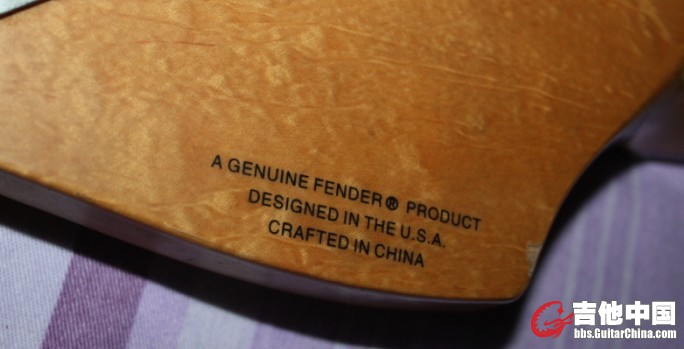 A GENUINE FENDER® PRODUCT
DESIGNED IN THE U.S.A.
CRAFTED IN CHINA
吉他中国
bbs.GuitarChina.com